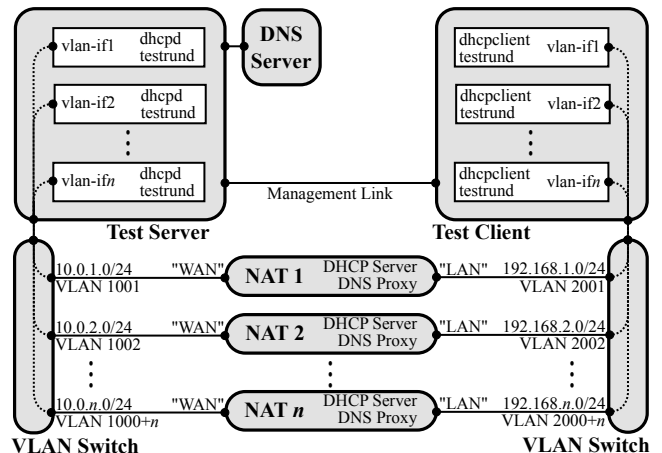 vlan-if1 dhcpd testrund
vlan-if2 dhcpd testrund
vlan-ifn dhcpd testrund
Test Server
DNS
Server
Management Link
dhcpclient testrund vlan-if1
dhcpclient testrund vlan-if2
dhcpclient testrund vlan-ifn
Test Client
10.0.1.0/24 "WAN"
VLAN 1001
NAT 1
DHCP Server
DNS Proxy
"LAN" 192.168.1.0/24
VLAN 2001
10.0.2.0/24 "WAN"
VLAN 1002
NAT 2
DHCP Server
DNS Proxy
"LAN" 192.168.2.0/24
VLAN 2002
10.0.n.0/24 "WAN"
VLAN 1000+n
NAT n
DHCP Server
DNS Proxy
"LAN" 192.168.n.0/24
VLAN 2000+n
VLAN Switch
VLAN Switch